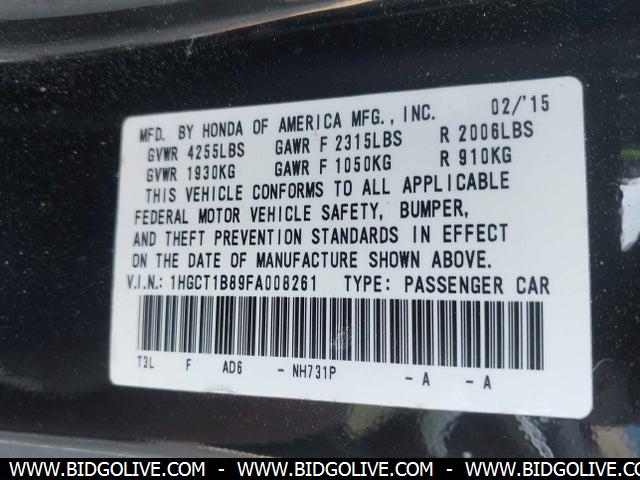 MFD. BY HONDA OF AMERICA MFG., INC. 02/'15
GVWR 4255LBS GAWR F 2315LBS R 2006LBS
GVWR 1930KG GAWR F 1050KG R 910KG
THIS VEHICLE CONFORMS TO ALL APPLICABLE
FEDERAL MOTOR VEHICLE SAFETY, BUMPER,
AND THEFT PREVENTION STANDARDS IN EFFECT
ON THE DATE OF MANUFACTURE SHOWN ABOVE.
V.I.N.: 1HGCT1B89FA008261 TYPE: PASSENGER CAR
T3L F AD6 - NH731P - A - A
WWW.BIDGOLIVE.COM - WWW.BIDGOLIVE.COM - WWW.BIDGOLIVE.COM